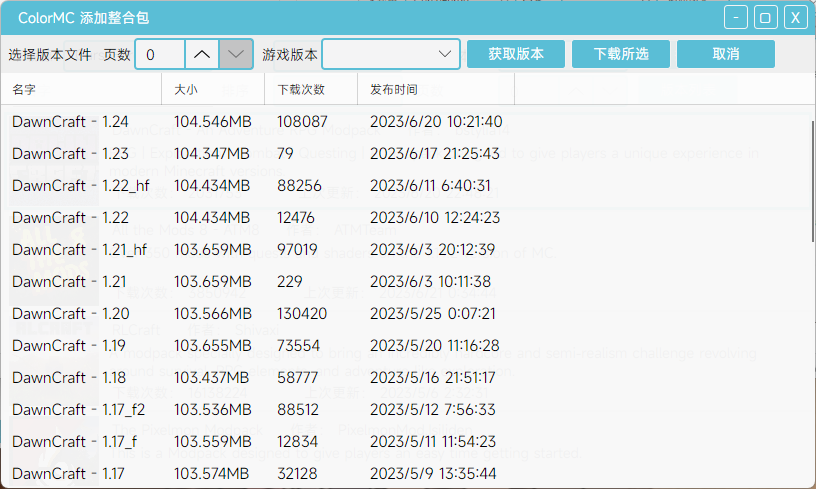 ColorMC 添加整合包 - X
选择版本文件 页数 0 游戏版本 获取版本 下载所选 取消
名字 大小 下载次数 发布时间
DawnCraft - 1.24 104.546MB 108087 2023/6/20 10:21:40
DawnCraft - 1.23 104.347MB 79 2023/6/17 21:25:43
DawnCraft - 1.22_hf 104.434MB 88256 2023/6/11 6:40:31
DawnCraft - 1.22 104.434MB 12476 2023/6/10 12:24:23
DawnCraft - 1.21_hf 103.659MB 97019 2023/6/3 20:12:39
DawnCraft - 1.21 103.659MB 229 2023/6/3 10:11:38
DawnCraft - 1.20 103.566MB 130420 2023/5/25 0:07:21
DawnCraft - 1.19 103.655MB 73554 2023/5/20 11:16:28
DawnCraft - 1.18 103.437MB 58777 2023/5/16 21:51:17
DawnCraft - 1.17_f2 103.536MB 88512 2023/5/12 7:56:33
DawnCraft - 1.17_f 103.559MB 12834 2023/5/11 11:54:23
DawnCraft - 1.17 103.574MB 32128 2023/5/9 13:35:44